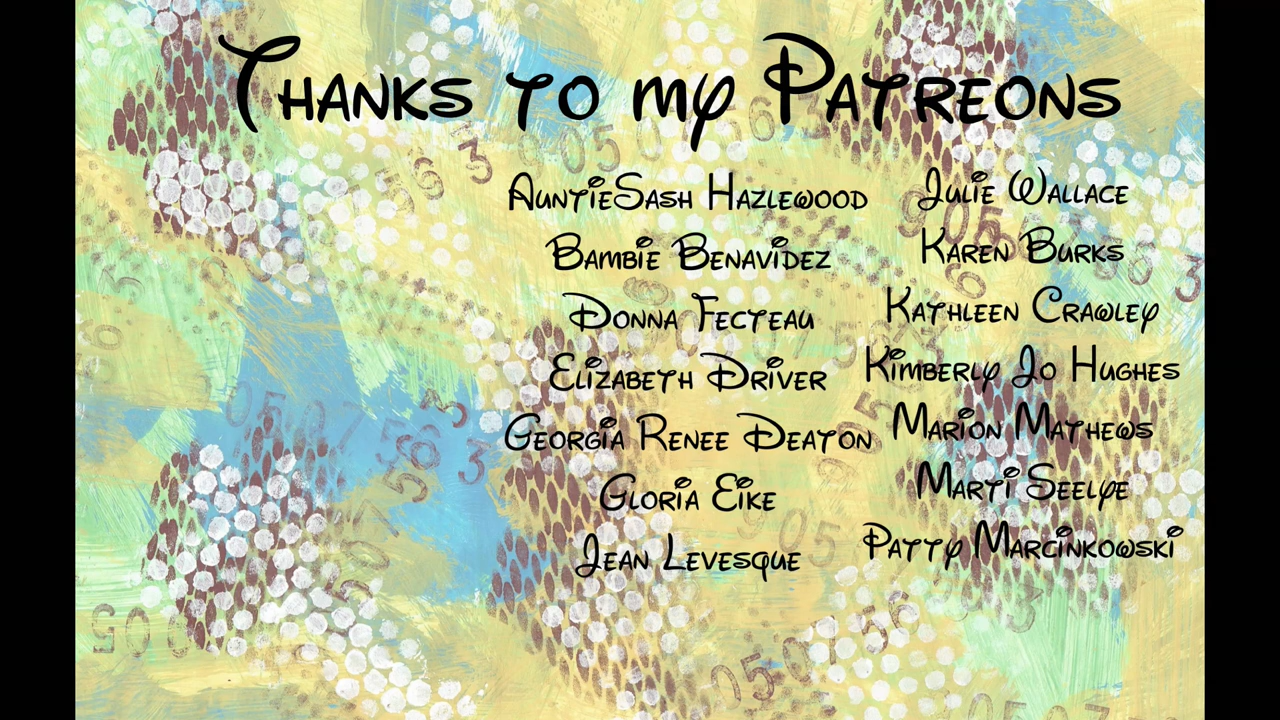 Thanks to my Patreons
AuntieSash Hazlewood
Bambie Benavidez
Donna Fecteau
Elizabeth Driver
Georgia Renee Deaton
Gloria Eike
Jean Levesque
Julie Wallace
Karen Burks
Kathleen Crawley
Kimberly Jo Hughes
Marion Mathews
Marti Seelye
Patty Marcinkowski